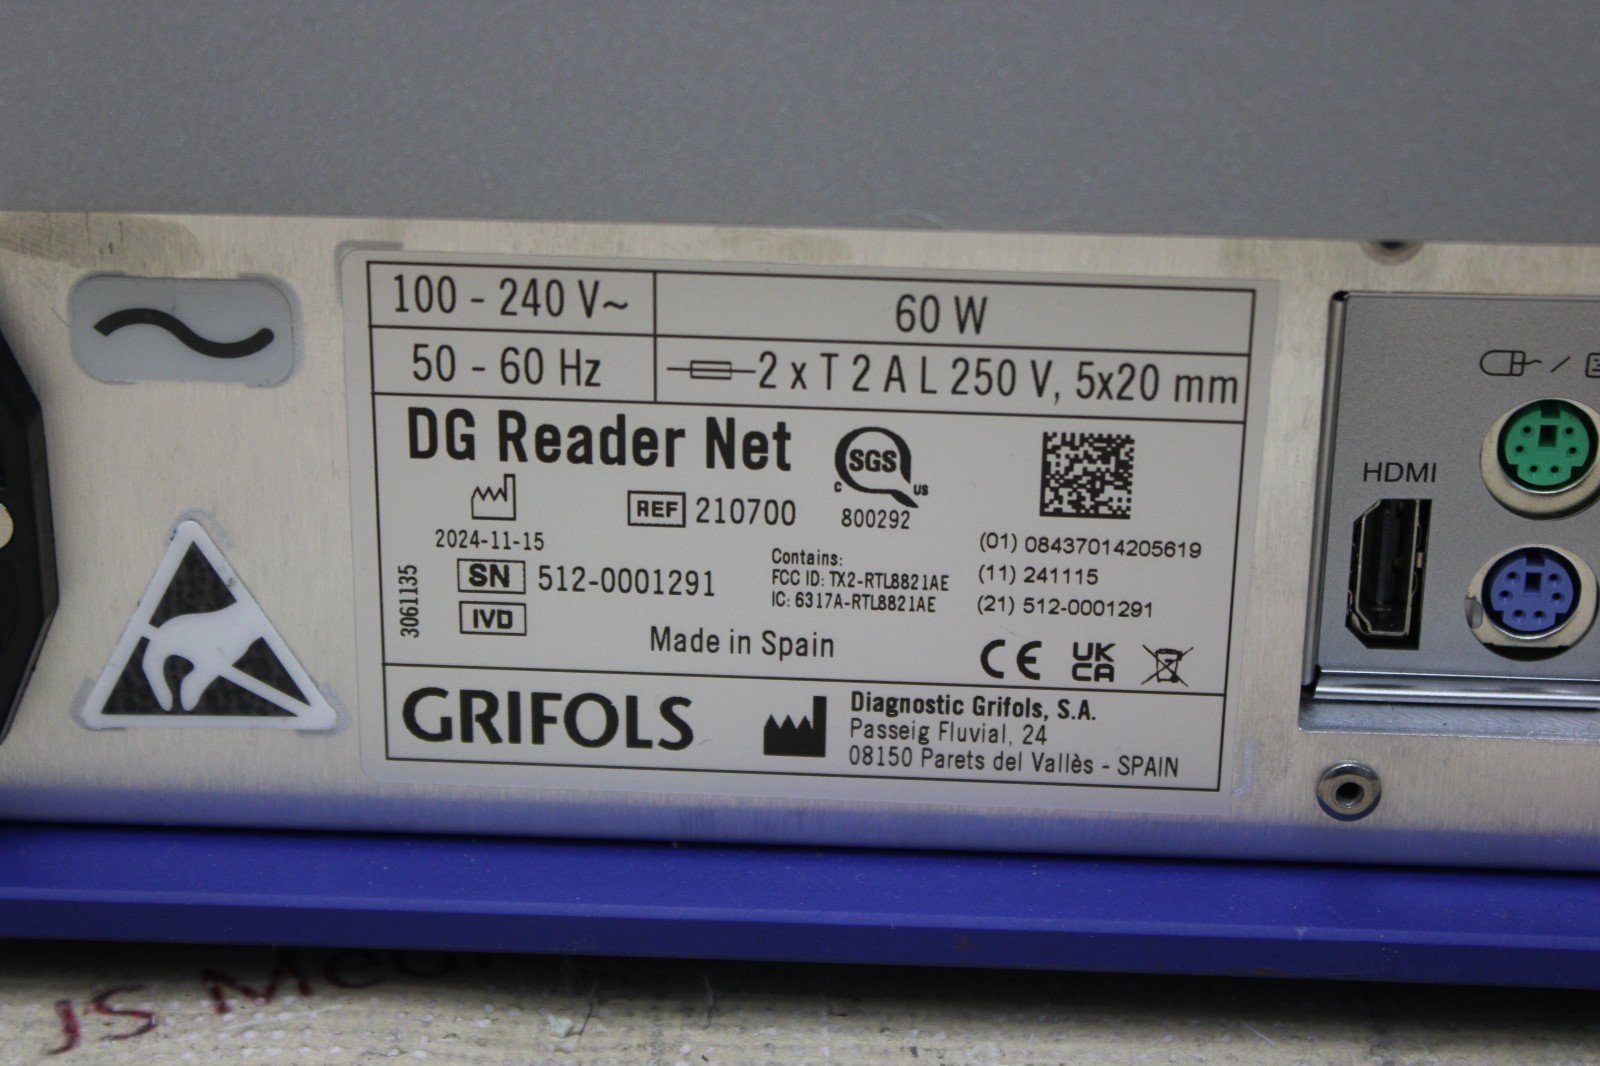 100 - 240 V~
60 W
50 - 60 Hz
2 x T 2 A L 250 V, 5x20 mm
DG Reader Net
SGS
C US
800292
REF 210700
2024-11-15
SN 512-0001291
IVD
3061135
Contains:
FCC ID: TX2-RTL8821AE
IC: 6317A-RTL8821AE
(01) 08437014205619
(11) 241115
(21) 512-0001291
Made in Spain
CE
UK
CA
GRIFOLS
Diagnostic Grifols, S.A.
Passeig Fluvial, 24
08150 Parets del Vallès - SPAIN
HDMI
JS